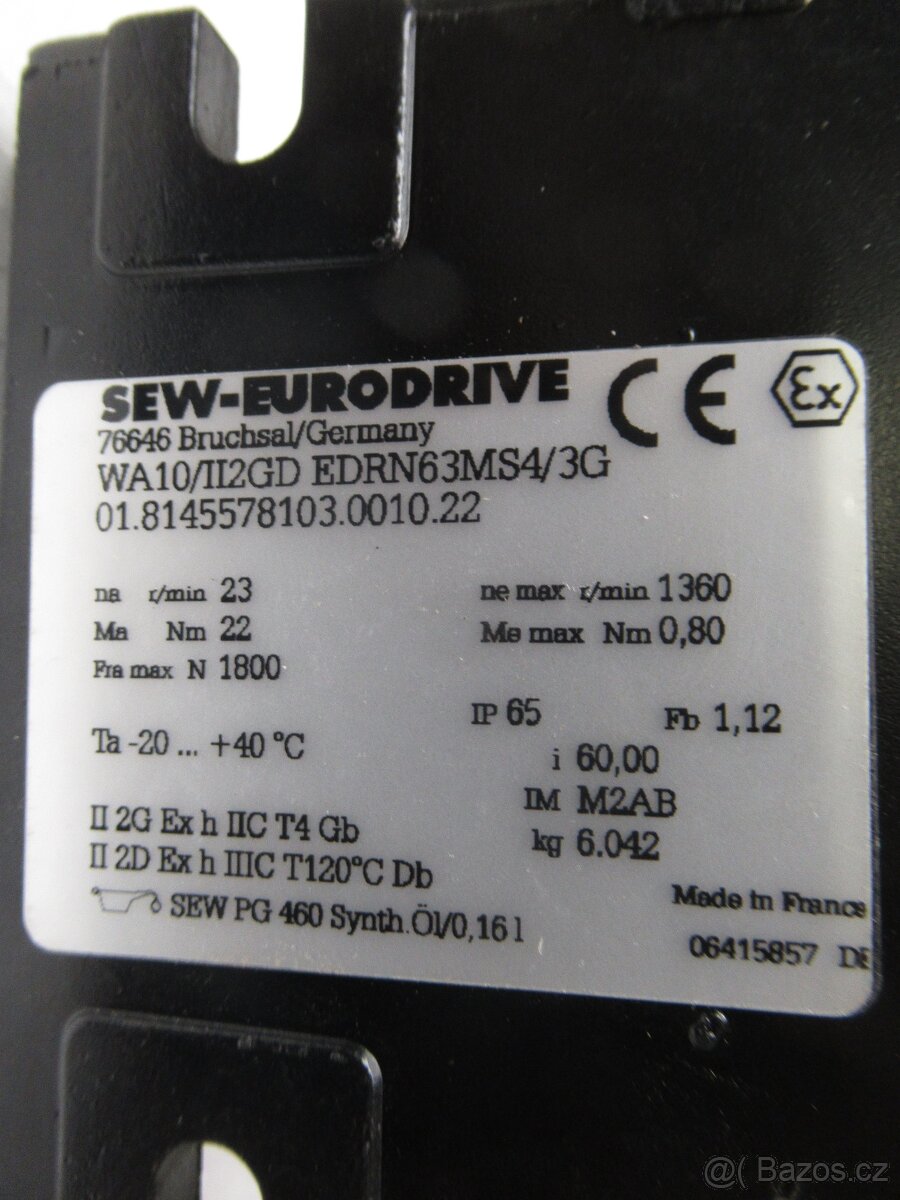 SEW-EURODRIVE CE Ex
76646 Bruchsal/Germany
WA10/II2GD EDRN63MS4/3G
01.8145578103.0010.22
na r/min 23 ne max r/min 1360
Ma Nm 22 Me max Nm 0,80
Fra max N 1800
IP 65 Fb 1,12
Ta -20 ... +40 °C
i 60,00
IM M2AB
II 2G Ex h IIC T4 Gb
kg 6.042
II 2D Ex h IIIC T120°C Db
SEW PG 460 Synth.Öl/0,16 l
Made in France
06415857 DE
@( Bazos.cz